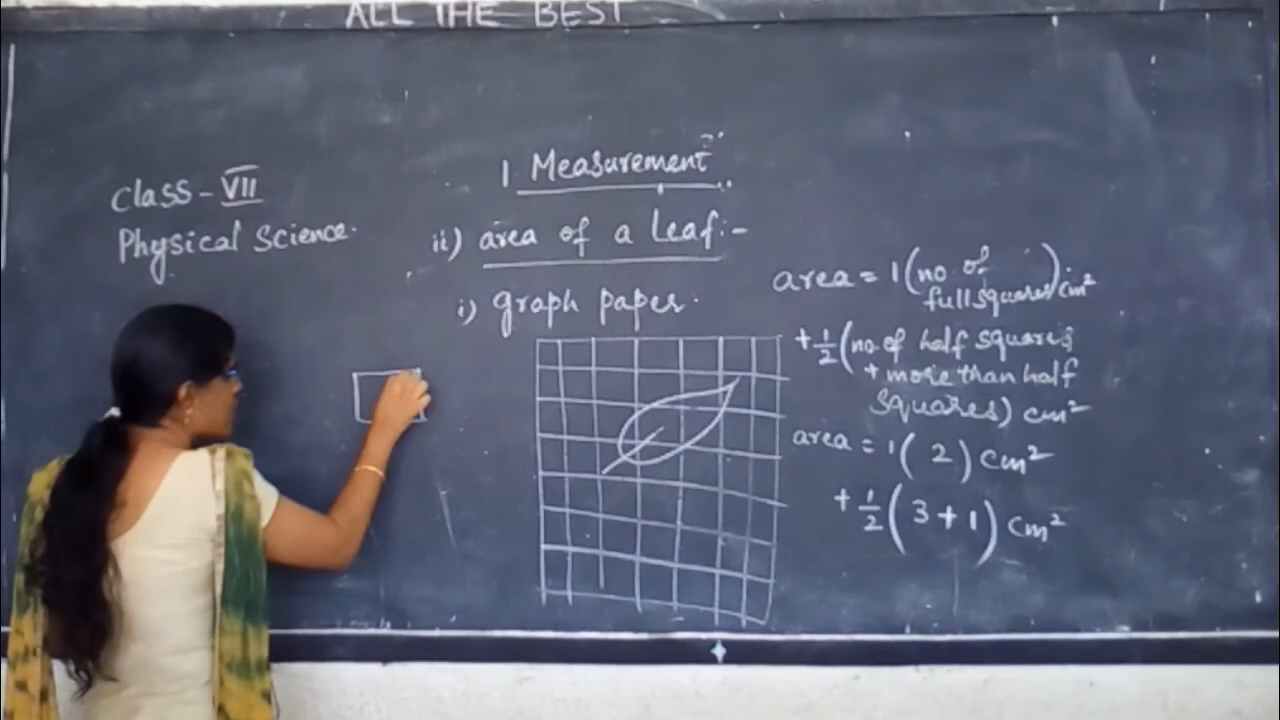 ALL THE BEST
Class - VII
Physical Science.
1 Measurement
ii) area of a Leaf :-
i) graph paper.
area = 1 (no. of full squares) cm²
+ 1/2 (no. of half squares
+ more than half
squares) cm²
area = 1 ( 2 ) cm²
+ 1/2 ( 3 + 1 ) cm²